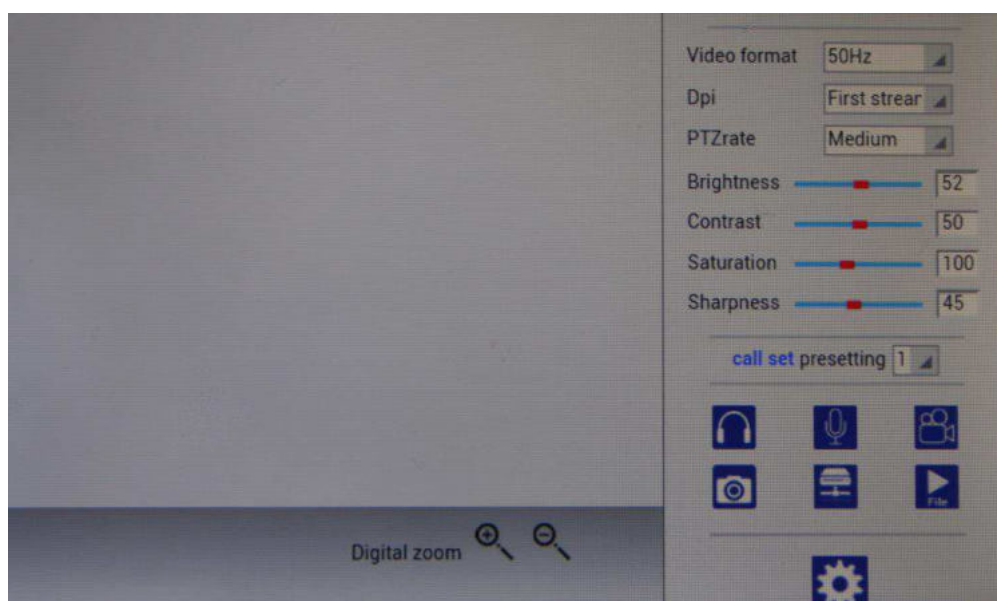 Video format 50Hz
Dpi First strear
PTZrate Medium
Brightness 52
Contrast 50
Saturation 100
Sharpness 45
call set presetting 1
File
Digital zoom